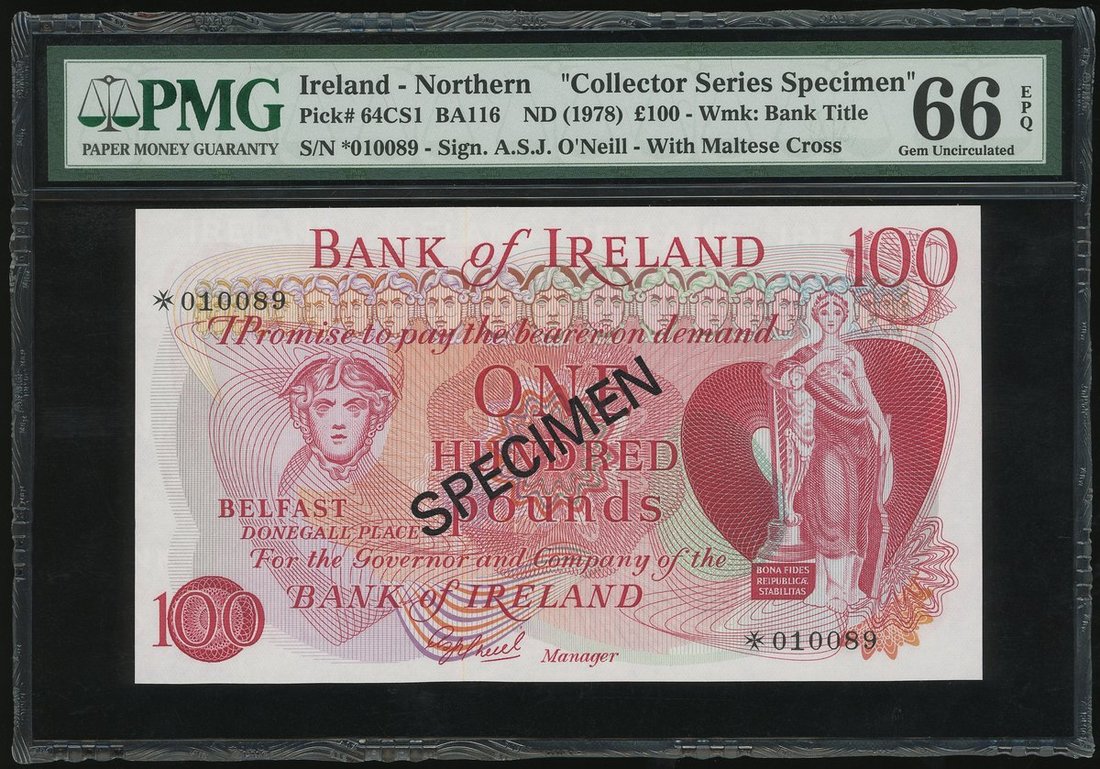 PMG
PAPER MONEY GUARANTY
Ireland - Northern "Collector Series Specimen"
Pick# 64CS1 BA116 ND (1978) £100 - Wmk: Bank Title
S/N *010089 - Sign. A.S.J. O'Neill - With Maltese Cross
66 EPQ
Gem Uncirculated
BANK of IRELAND
100
*010089
I Promise to pay the bearer on demand
ONE
HUNDRED
Pounds
SPECIMEN
BELFAST
DONEGALL PLACE
For the Governor and Company of the
BANK of IRELAND
BONA FIDES
REIPUBLICÆ
STABILITAS
100
Manager
*010089